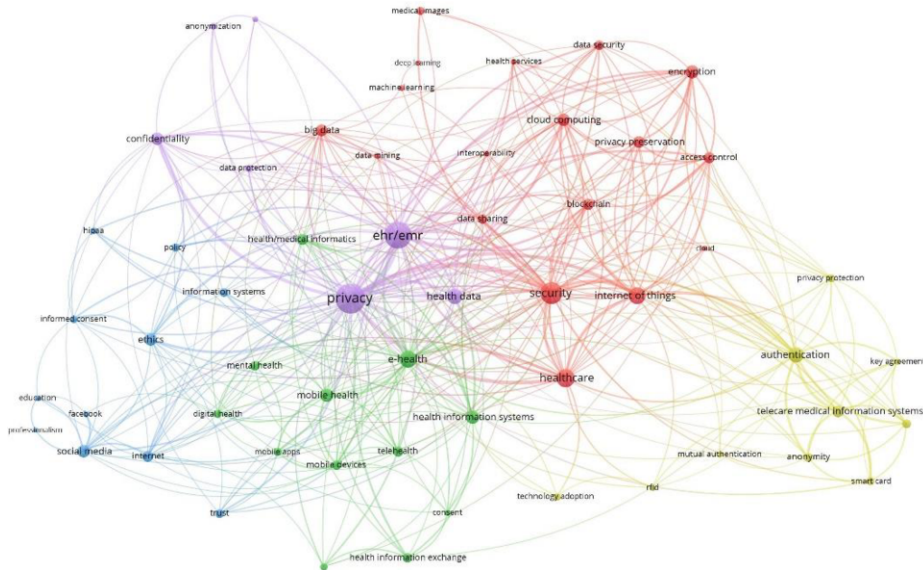 medical images
anonymization
data security
deep learning
health services
encryption
machine learning
cloud computing
big data
confidentiality
privacy preservation
interoperability
data mining
access control
data protection
blockchain
data sharing
hipaa
ehr/emr
health/medical informatics
policy
cloud
privacy protection
information systems
privacy
health data
security
internet of things
informed consent
ethics
authentication
e-health
key agreement
mental health
healthcare
mobile health
education
facebook
digital health
health information systems
telecare medical information systems
professionalism
social media
internet
mobile apps
telehealth
mutual authentication
anonymity
mobile devices
smart card
rfid
technology adoption
trust
consent
health information exchange